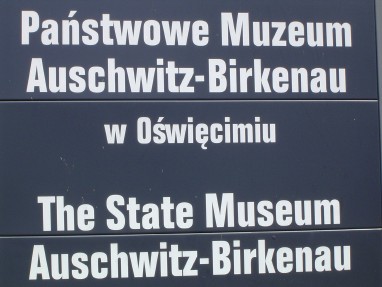 Państwowe Muzeum
Auschwitz-Birkenau
w Oświęcimiu
The State Museum
Auschwitz-Birkenau